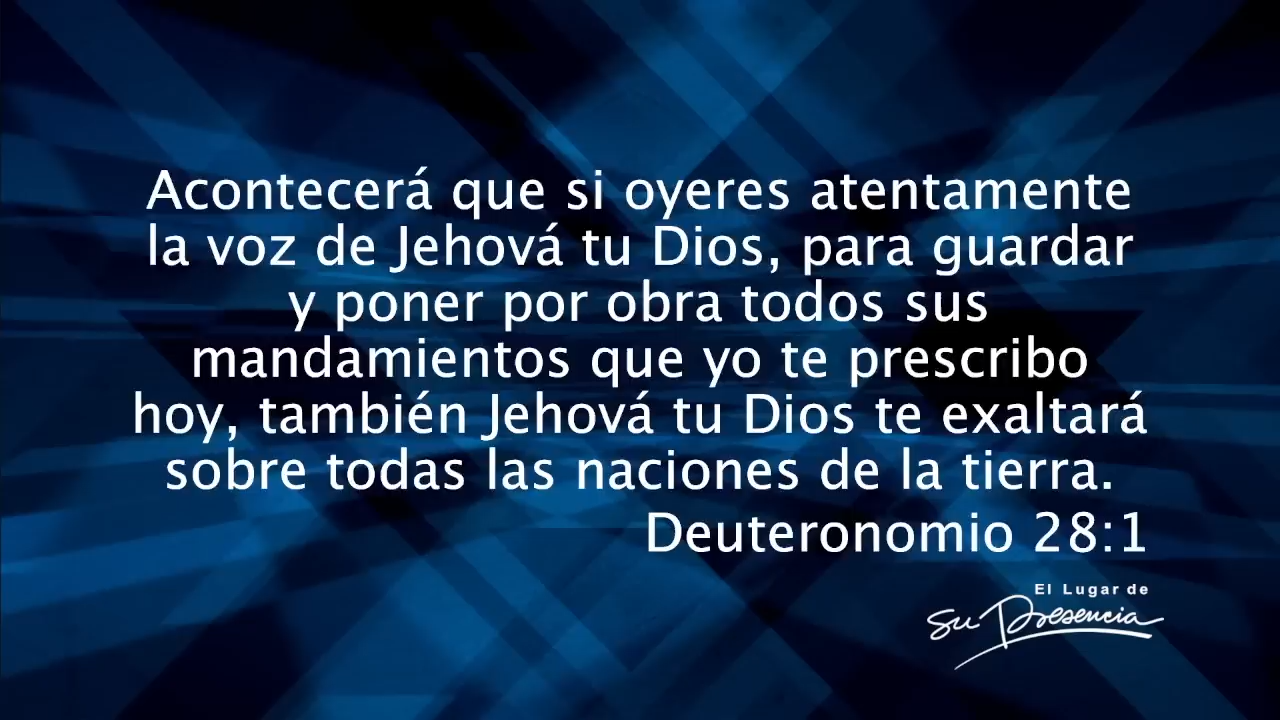 Acontecerá que si oyeres atentamente
la voz de Jehová tu Dios, para guardar
y poner por obra todos sus
mandamientos que yo te prescribo
hoy, también Jehová tu Dios te exaltará
sobre todas las naciones de la tierra.
Deuteronomio 28:1
El Lugar de
Su Presencia